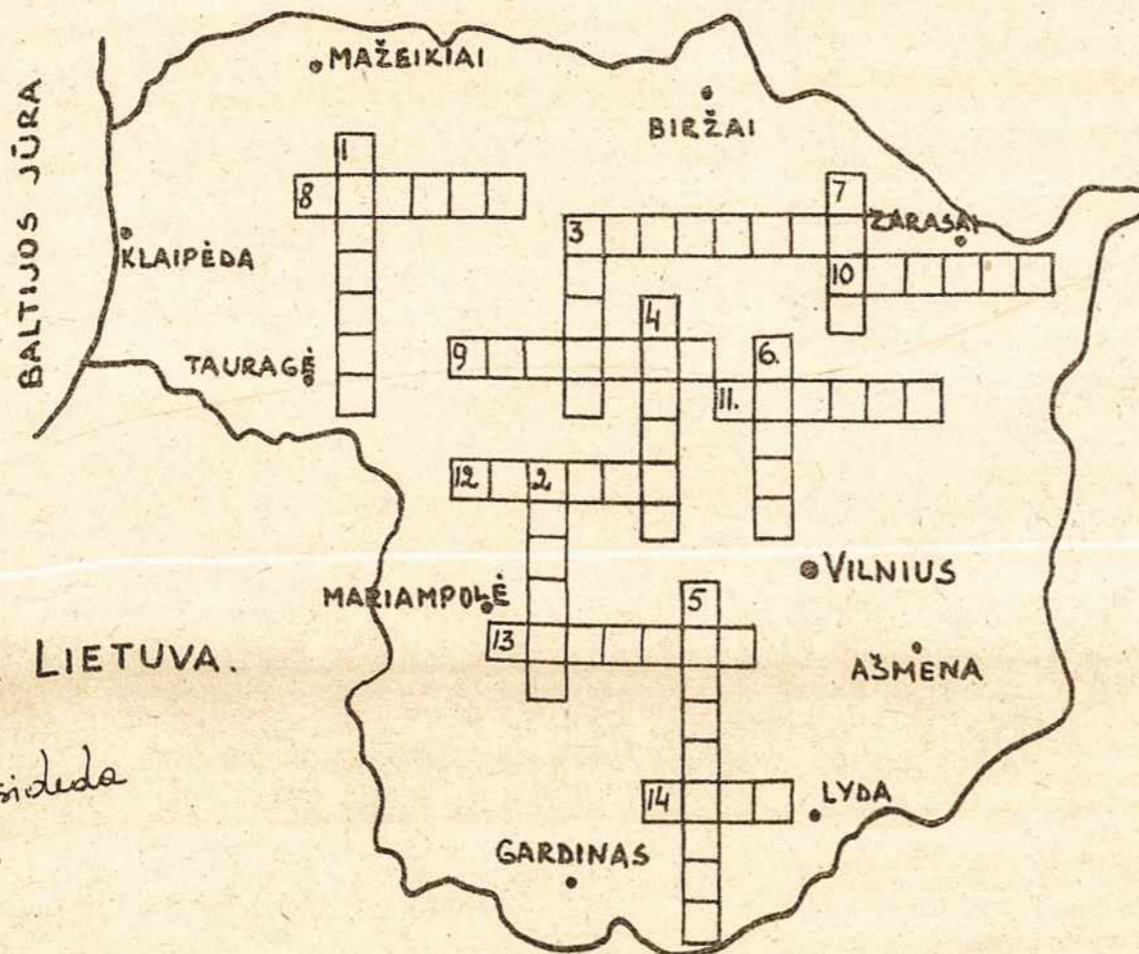 MAŽEIKIAI
BIRŽAI
BALTIJOS JŪRA
1
8
7
3
ZARASAI
KLAIPĖDA
10
4
TAURAGĖ
9
6.
11.
12
2
VILNIUS
MARIAMPOLĖ
5
13
LIETUVA.
AŠMENA
14
LYDA
GARDINAS